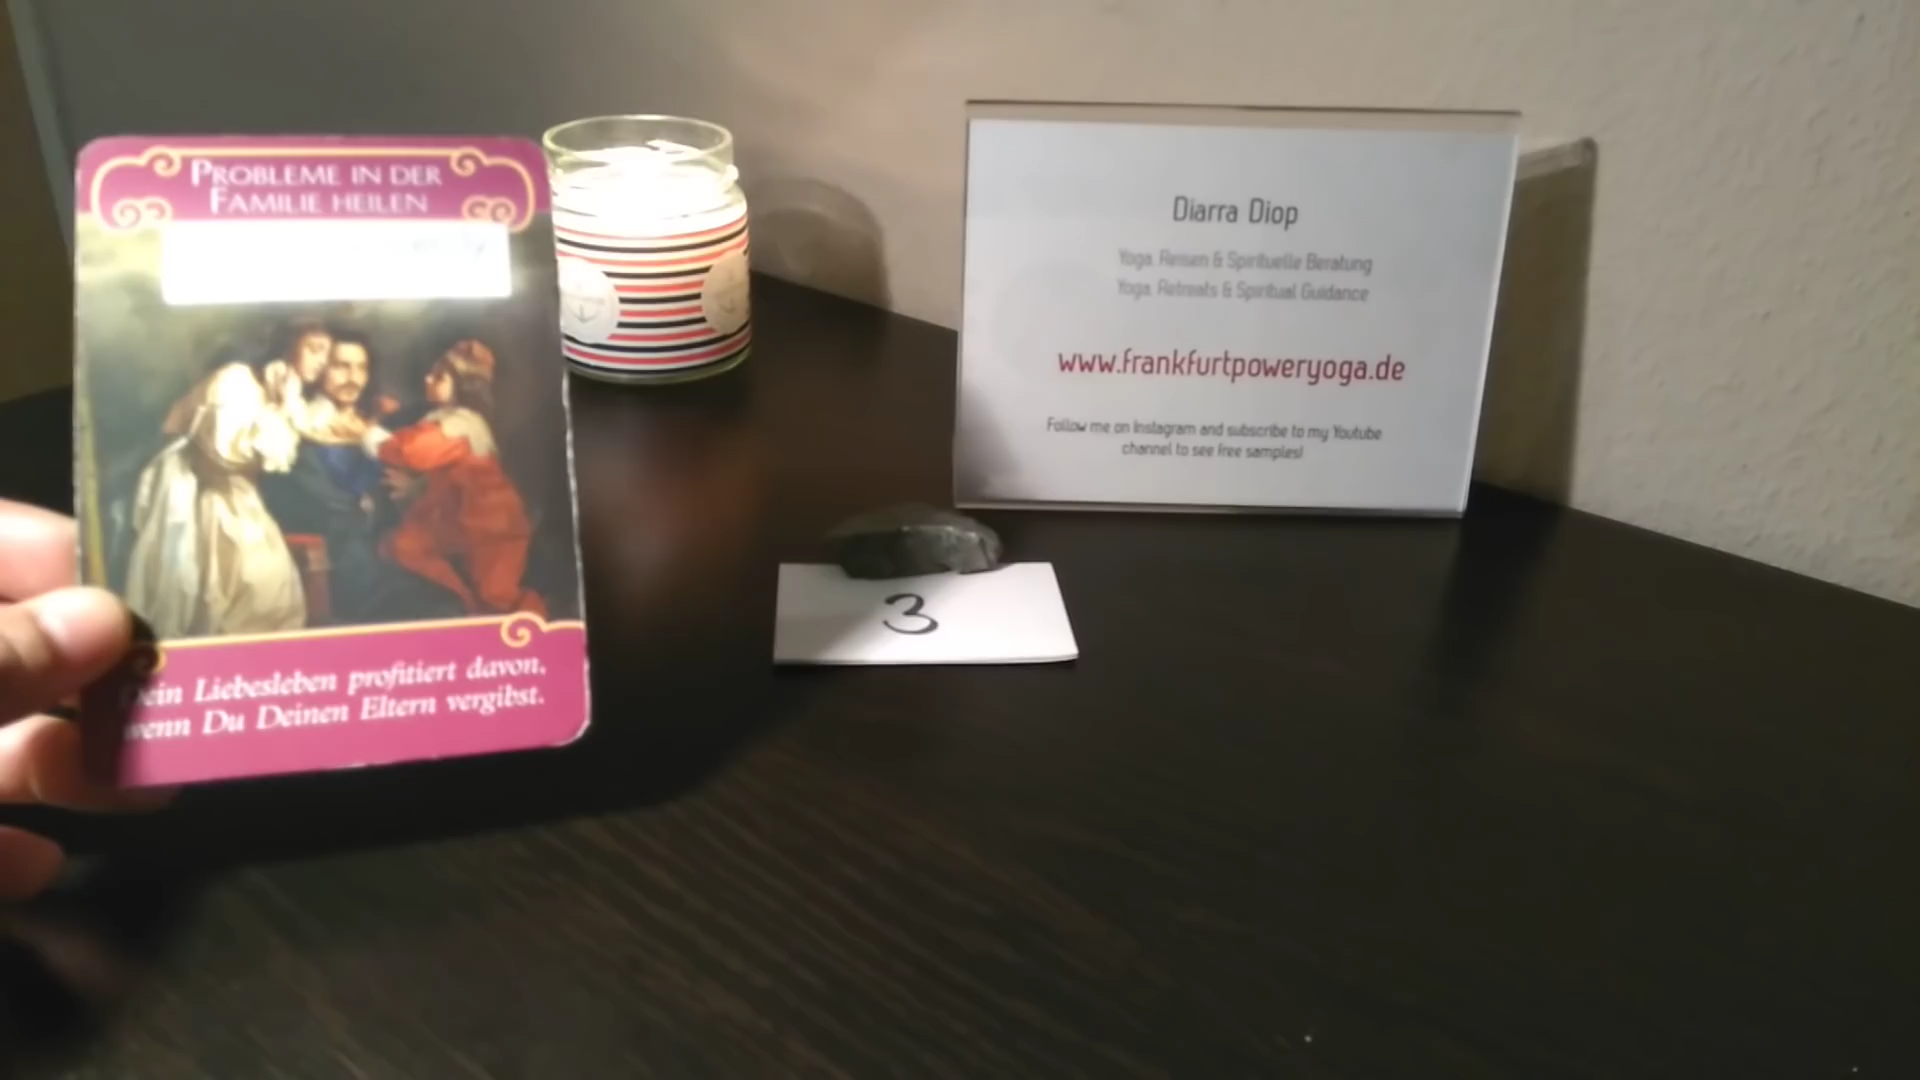 PROBLEME IN DER
FAMILIE HEILEN
Dein Liebesleben profitiert davon,
wenn Du Deinen Eltern vergibst.
Diarra Diop
Yoga Reisen & Spirituelle Beratung
Yoga Retreats & Spiritual Guidance
www.frankfurtpoweryoga.de
Follow me on Instagram and subscribe to my Youtube
channel to see free samples!
3